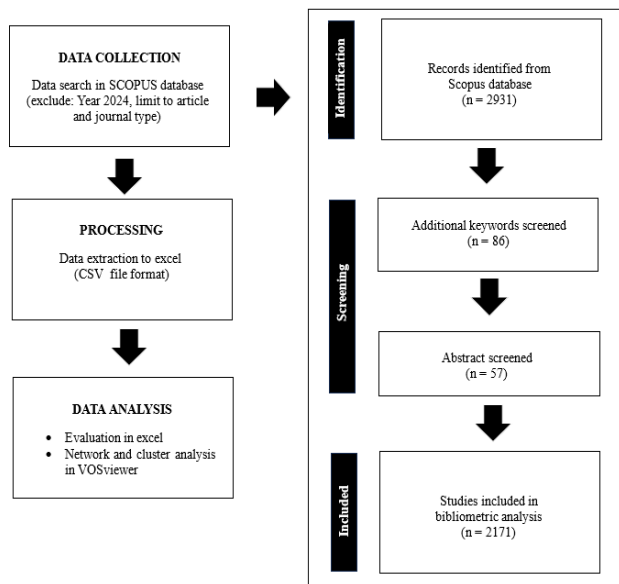 DATA COLLECTION
Data search in SCOPUS database
(exclude: Year 2024, limit to article
and journal type)
PROCESSING
Data extraction to excel
(CSV file format)
DATA ANALYSIS
• Evaluation in excel
• Network and cluster analysis
in VOSviewer
Identification
Records identified from
Scopus database
(n = 2931)
Screening
Additional keywords screened
(n = 86)
Abstract screened
(n = 57)
Included
Studies included in
bibliometric analysis
(n = 2171)